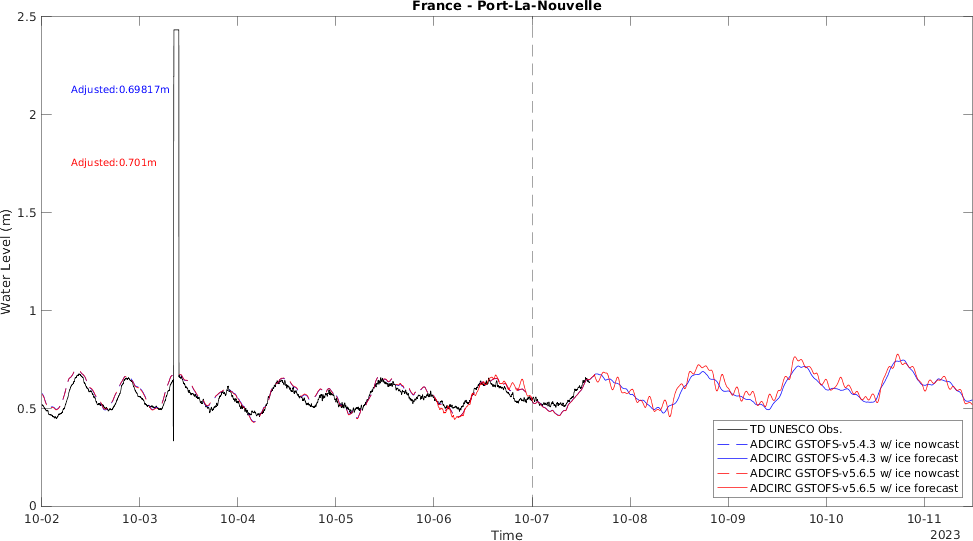 France - Port-La-Nouvelle
2.5
2
1.5
1
0.5
0
Water Level (m)
Adjusted:0.69817m
Adjusted:0.701m
TD UNESCO Obs.
ADCIRC GSTOFS-v5.4.3 w/ ice nowcast
ADCIRC GSTOFS-v5.4.3 w/ ice forecast
ADCIRC GSTOFS-v5.6.5 w/ ice nowcast
ADCIRC GSTOFS-v5.6.5 w/ ice forecast
10-02 10-03 10-04 10-05 10-06 10-07 10-08 10-09 10-10 10-11
Time
2023